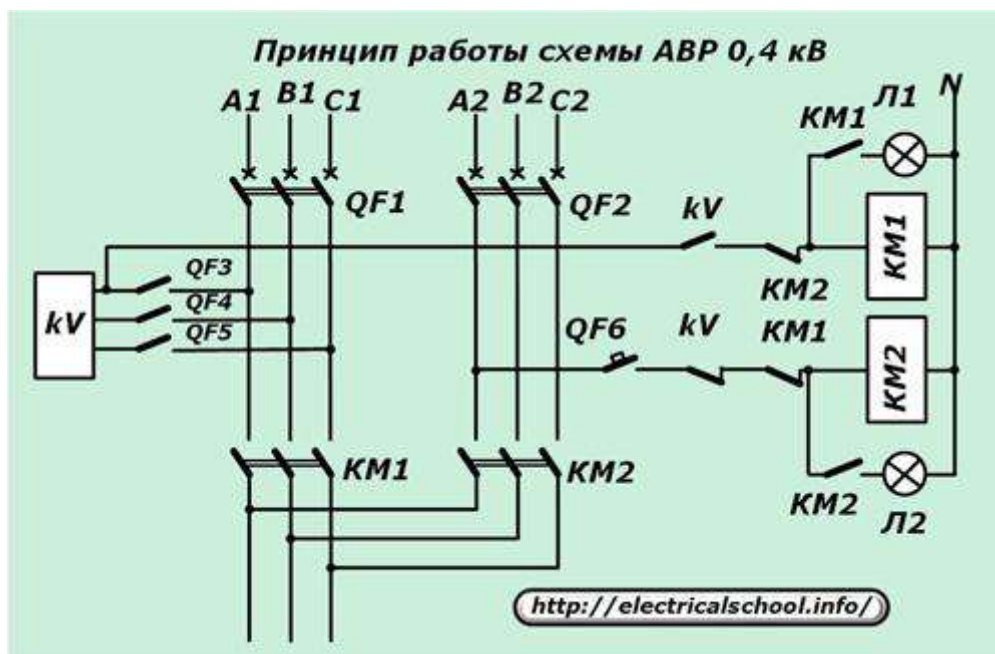 Принцип работы схемы АВР 0,4 кВ
A1 B1 C1 A2 B2 C2 Л1 N
КМ1
QF1 QF2 kV
QF3
КМ1
QF4
КМ2
kV
QF5
QF6 kV КМ1
КМ2
КМ1 КМ2
КМ2
Л2
http://electricalschool.info/